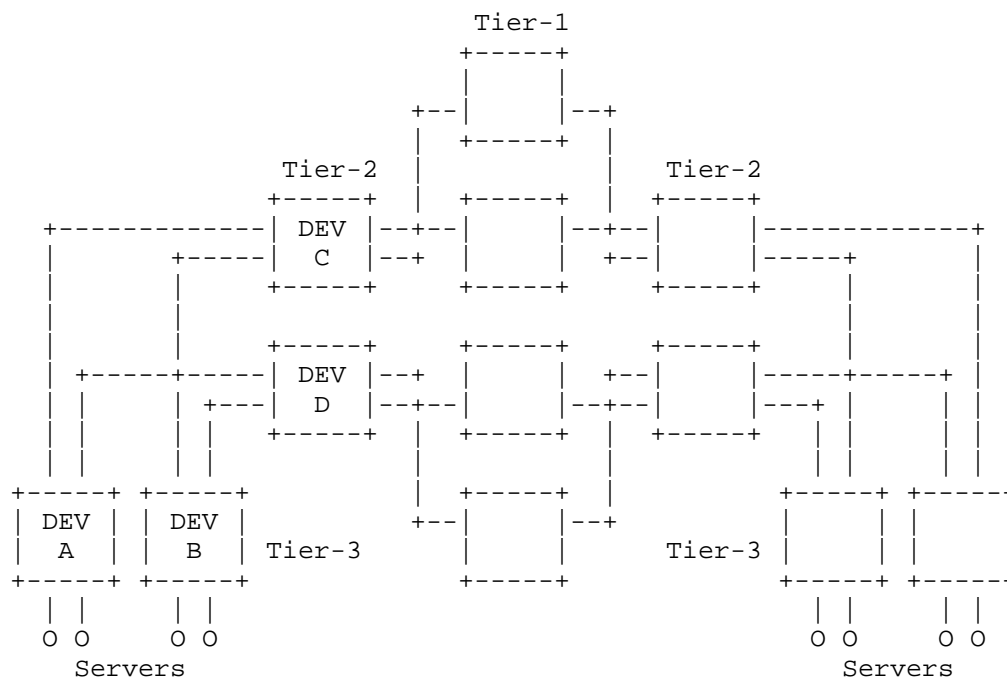 Tier-1
Tier-2 Tier-2
DEV
C
DEV
D
DEV DEV
A B Tier-3 Tier-3
O O O O O O O O
Servers Servers